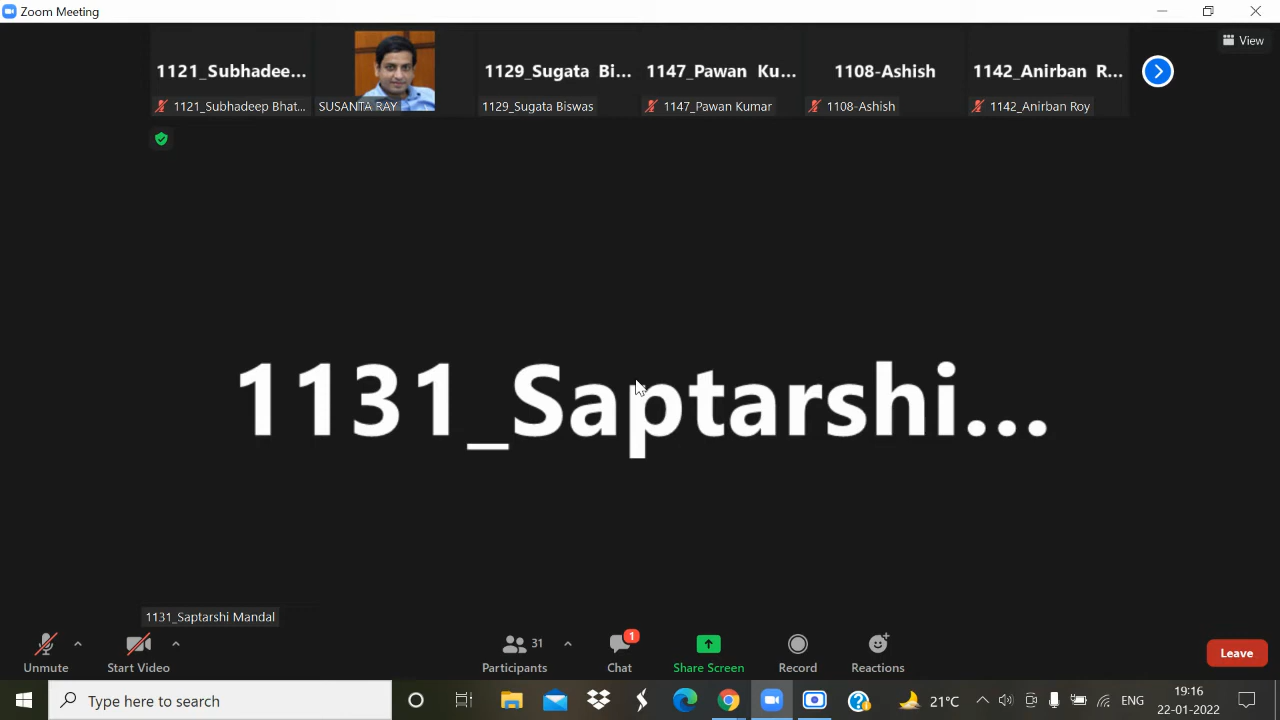 Zoom Meeting
View
1121_Subhadee...
1129_Sugata Bi...
1147_Pawan Ku...
1108-Ashish
1142_Anirban R...
1121_Subhadeep Bhat...
SUSANTA RAY
1129_Sugata Biswas
1147_Pawan Kumar
1108-Ashish
1142_Anirban Roy
1131_Saptarshi...
1131_Saptarshi Mandal
31
1
Unmute
Start Video
Participants
Chat
Share Screen
Record
Reactions
Leave
Type here to search
21°C
ENG
19:16
22-01-2022